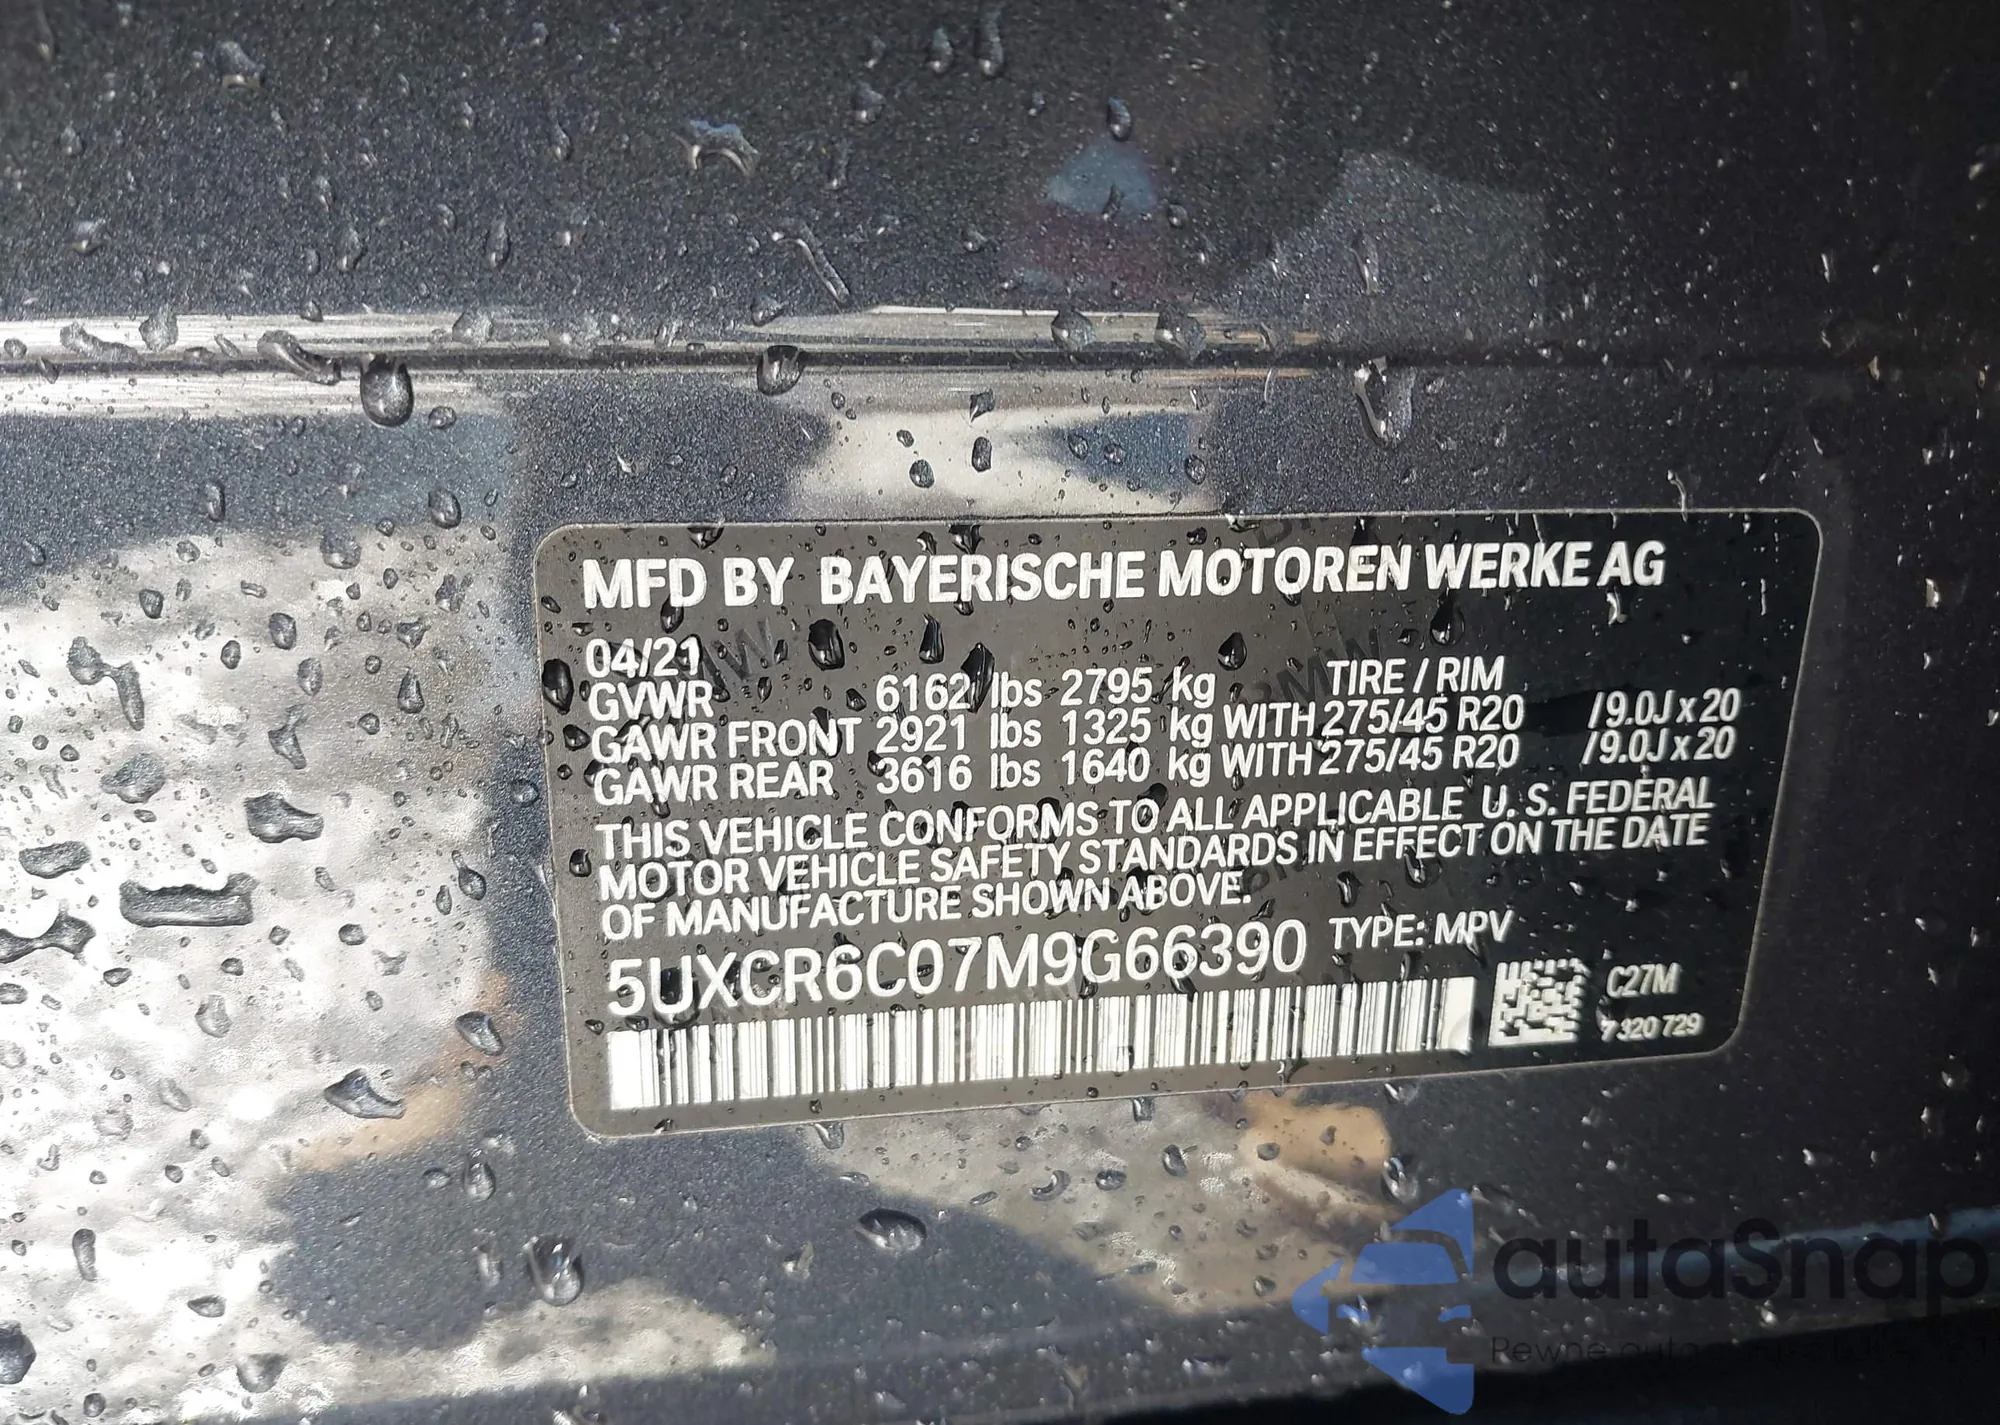 MFD BY BAYERISCHE MOTOREN WERKE AG
04/21
GVWR 6162 lbs 2795 kg TIRE / RIM
GAWR FRONT 2921 lbs 1325 kg WITH 275/45 R20 /9.0J x 20
GAWR REAR 3616 lbs 1640 kg WITH 275/45 R20 /9.0J x 20
THIS VEHICLE CONFORMS TO ALL APPLICABLE U. S. FEDERAL
MOTOR VEHICLE SAFETY STANDARDS IN EFFECT ON THE DATE
OF MANUFACTURE SHOWN ABOVE.
5UXCR6C07M9G66390 TYPE: MPV
C27M
7 320 729
autaSnap
Pewne auta